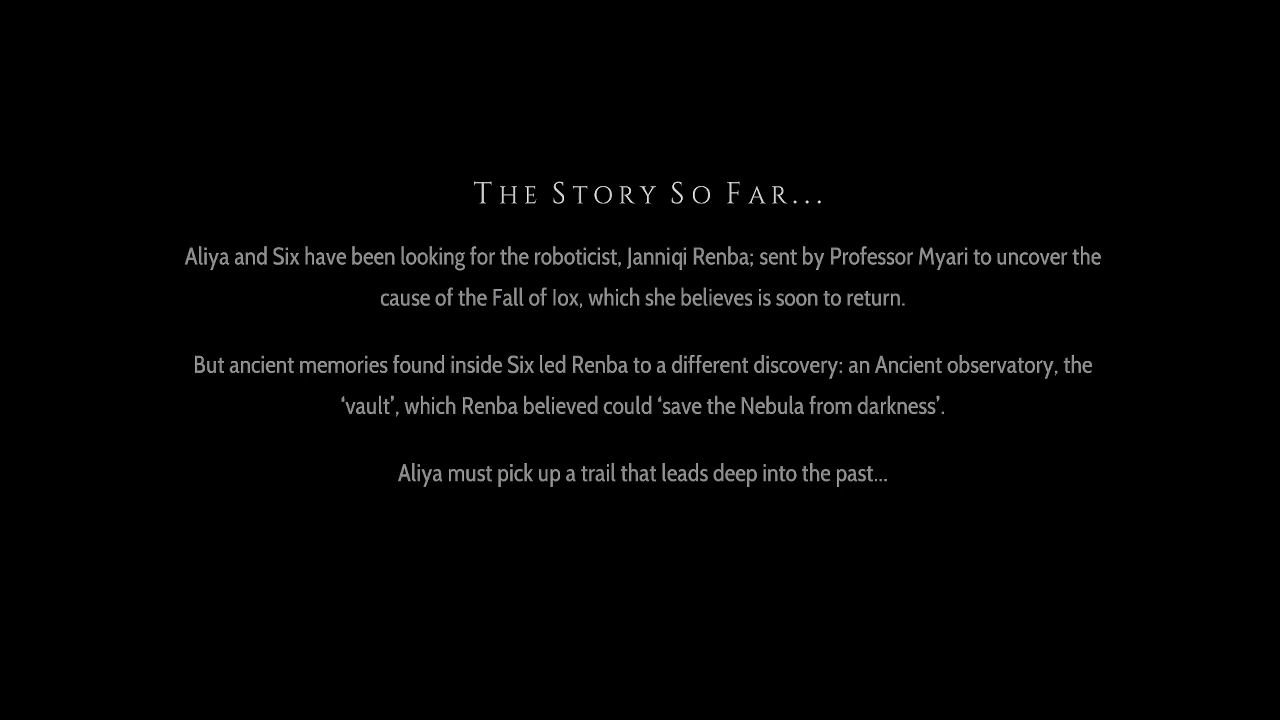 The Story So Far...
Aliya and Six have been looking for the roboticist, Janniqi Renba; sent by Professor Myari to uncover the
cause of the Fall of Iox, which she believes is soon to return.
But ancient memories found inside Six led Renba to a different discovery: an Ancient observatory, the
‘vault’, which Renba believed could ‘save the Nebula from darkness’.
Aliya must pick up a trail that leads deep into the past...